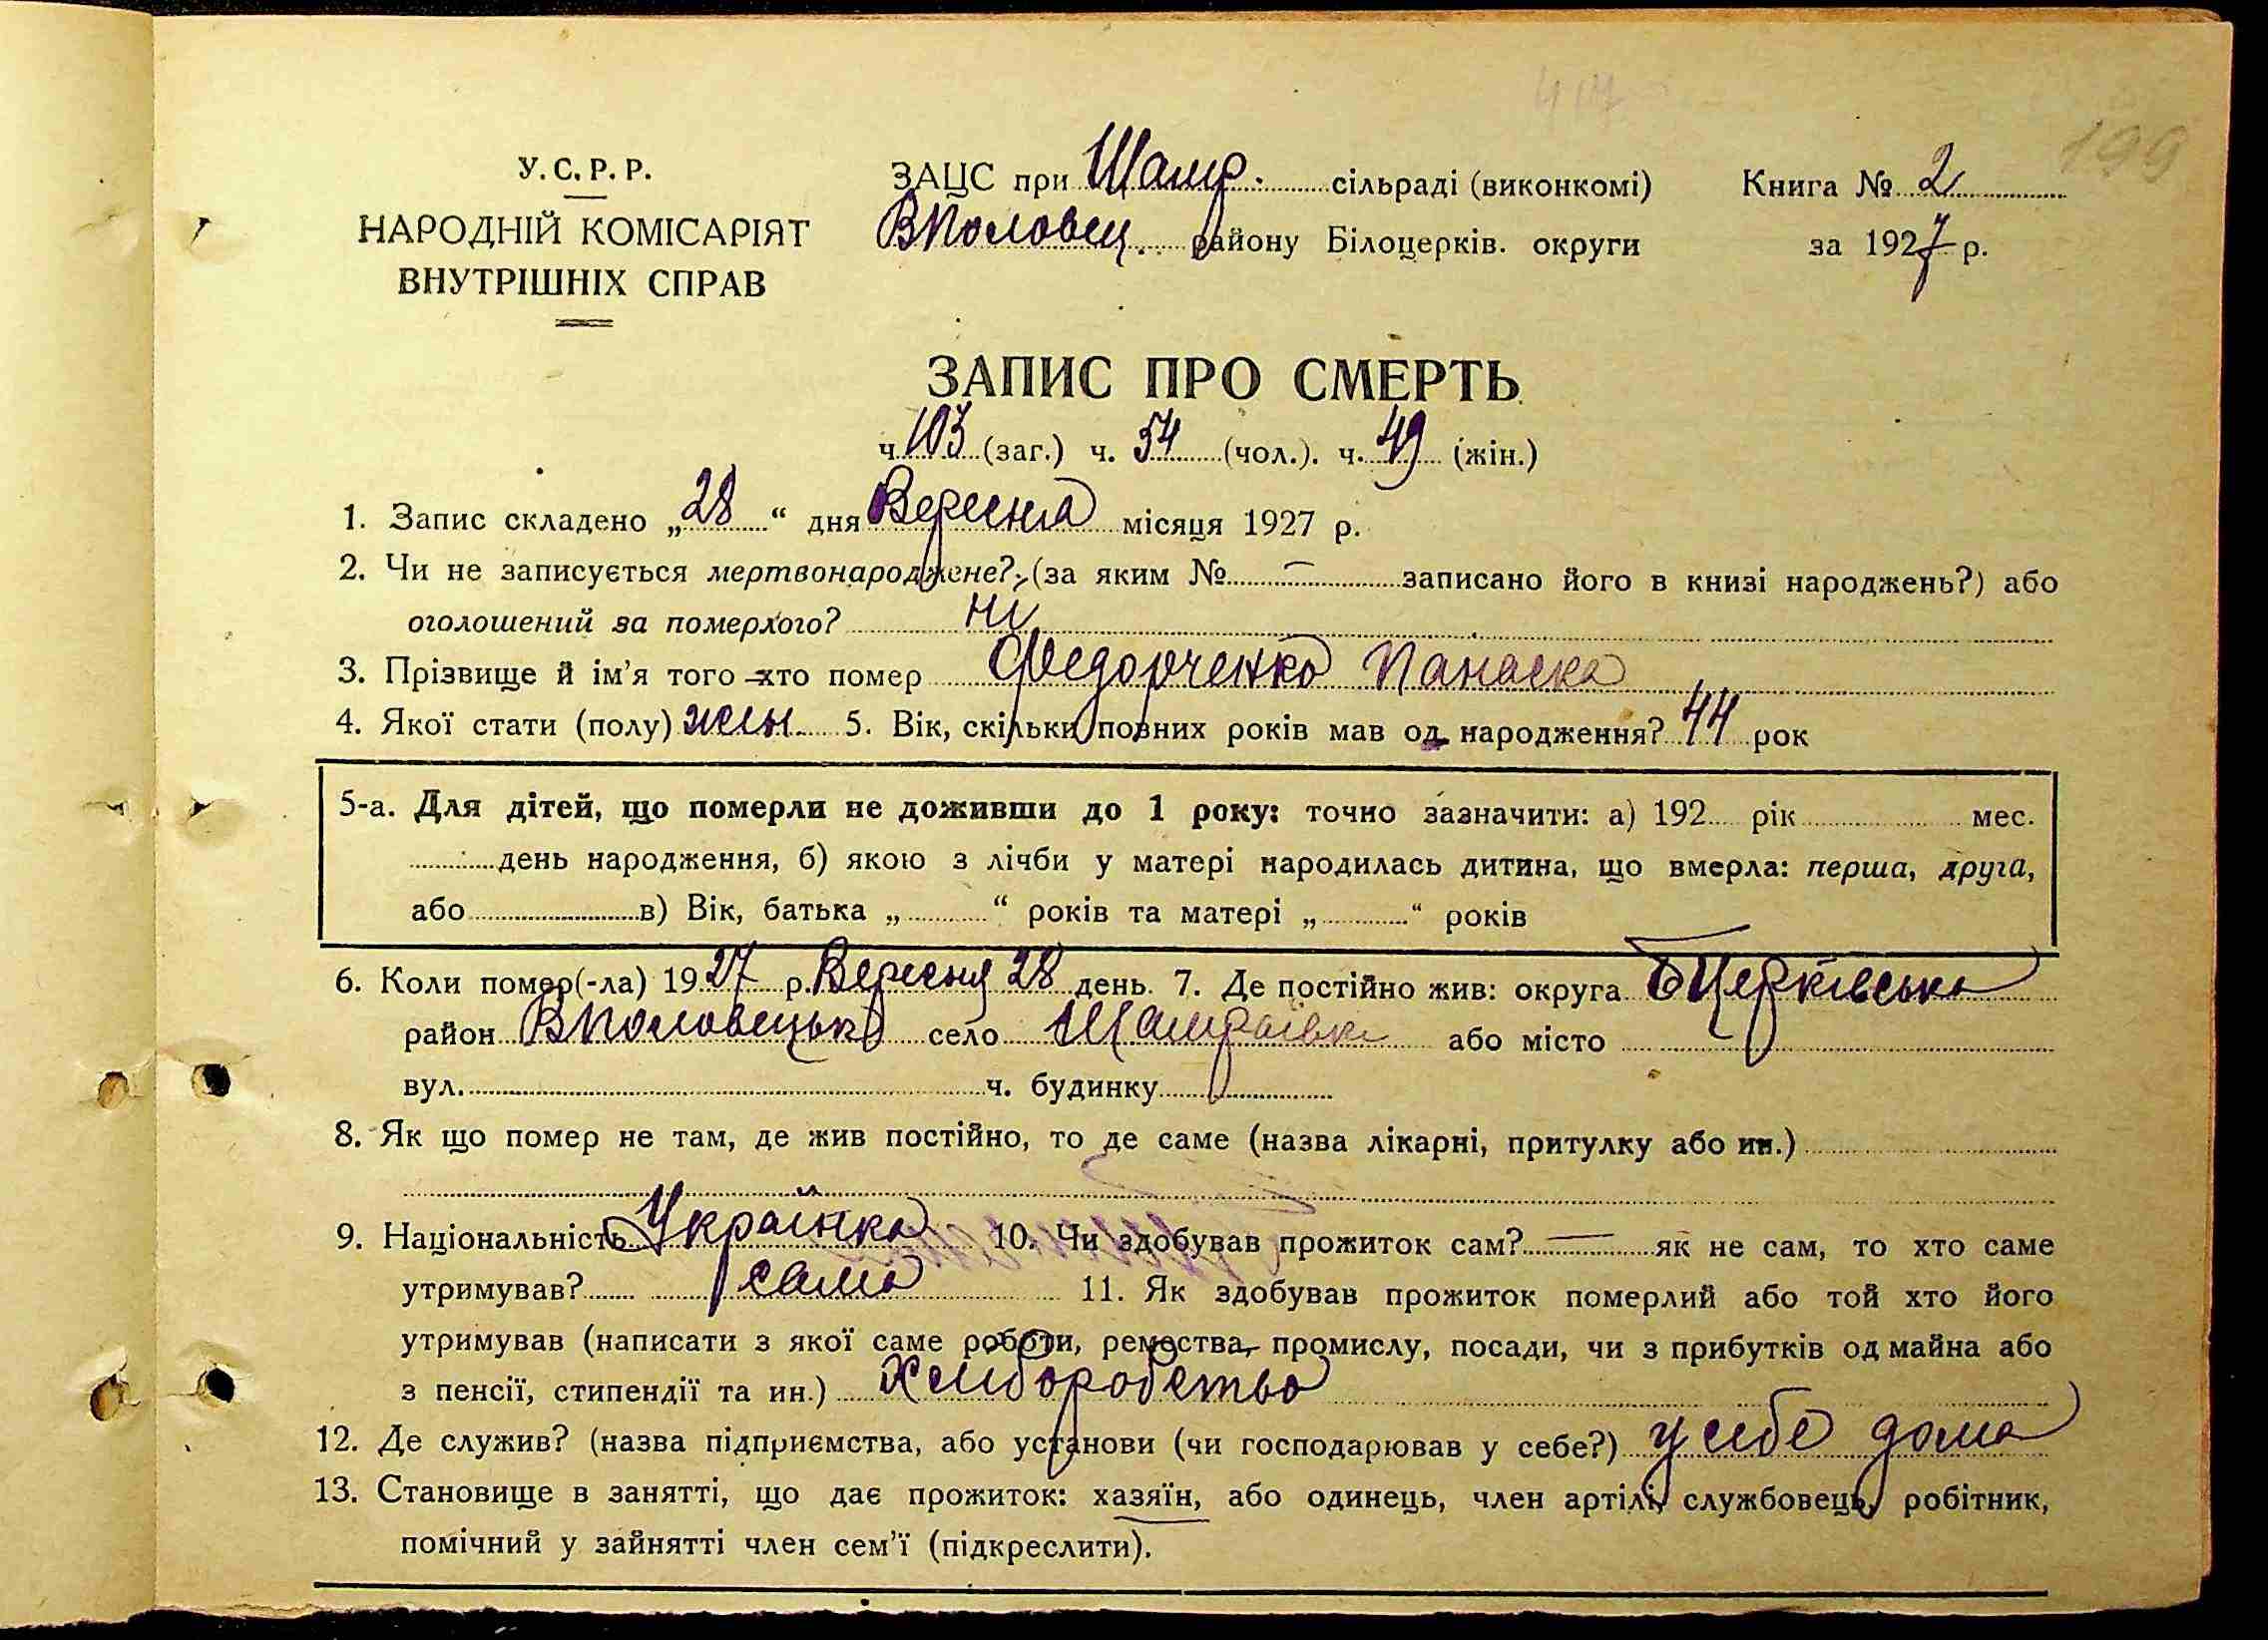 199
У.С.Р.Р.
НАРОДНІЙ КОМІСАРІЯТ
ВНУТРІШНІХ СПРАВ
ЗАЦС при Шамр. сільраді (виконкомі)
ВПоловец. району Білоцерків. округи
Книга № 2
за 1927 р.
ЗАПИС ПРО СМЕРТЬ
ч. 103 (заг.) ч. 54 (чол.). ч. 49 (жін.)
1. Запис складено „28“ дня Вересня місяця 1927 р.
2. Чи не записується мертвонароджене? (за яким № — записано його в книзі народжень?) або
оголошений за померлого? ні
3. Прізвище й ім’я того хто помер Федорченко Панаска
4. Якої стати (полу) жін 5. Вік, скільки повних років мав од народження? 44 рок
5-а. Для дітей, що померли не доживши до 1 року: точно зазначити: а) 192 рік мес.
день народження, б) якою з лічби у матері народилась дитина, що вмерла: перша, друга,
або в) Вік, батька „ “ років та матері „ “ років
6. Коли помер(-ла) 1927 р. Вересня 28 день. 7. Де постійно жив: округа БЦерківська
район ВПоловецьк село Шамраївка або місто
вул. ч. будинку
8. Як що помер не там, де жив постійно, то де саме (назва лікарні, притулку або ин.)
9. Національність Українка 10. Чи здобував прожиток сам? — як не сам, то хто саме
утримував? сама 11. Як здобував прожиток померлий або той хто його
утримував (написати з якої саме роботи, ремества, промислу, посади, чи з прибутків од майна або
з пенсії, стипендії та ин.) Хліборобство
12. Де служив? (назва підприємства, або установи (чи господарював у себе?) у себе дома
13. Становище в занятті, що дає прожиток: хазяїн, або одинець, член артілі, службовець, робітник,
помічний у зайнятті член сем’ї (підкреслити).